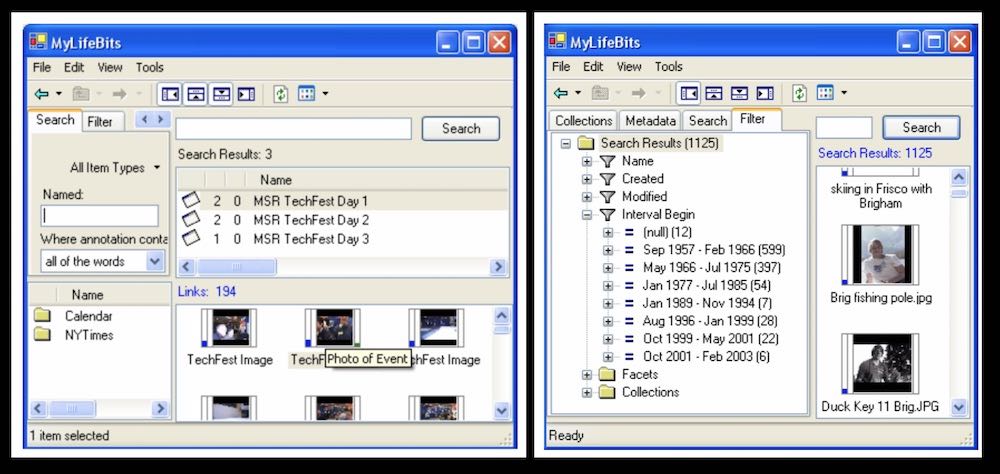 MyLifeBits
File Edit View Tools
Search Filter
Search
All Item Types
Named:
Where annotation conta
all of the words
Search Results: 3
Name
2 0 MSR TechFest Day 1
2 0 MSR TechFest Day 2
1 0 MSR TechFest Day 3
Name
Calendar
NYTimes
Links: 194
TechFest Image TechF Photo of Event chFest Image
1 item selected
MyLifeBits
File Edit View Tools
Collections Metadata Search Filter
Search
Search Results (1125)
Name
Created
Modified
Interval Begin
(null) (12)
Sep 1957 - Feb 1966 (599)
May 1966 - Jul 1975 (397)
Jan 1977 - Jul 1985 (54)
Jan 1989 - Nov 1994 (7)
Aug 1996 - Jan 1999 (28)
Oct 1999 - May 2001 (22)
Oct 2001 - Feb 2003 (6)
Facets
Collections
Search Results: 1125
skiing in Frisco with
Brigham
Brig fishing pole.jpg
Duck Key 11 Brig.JPG
Ready